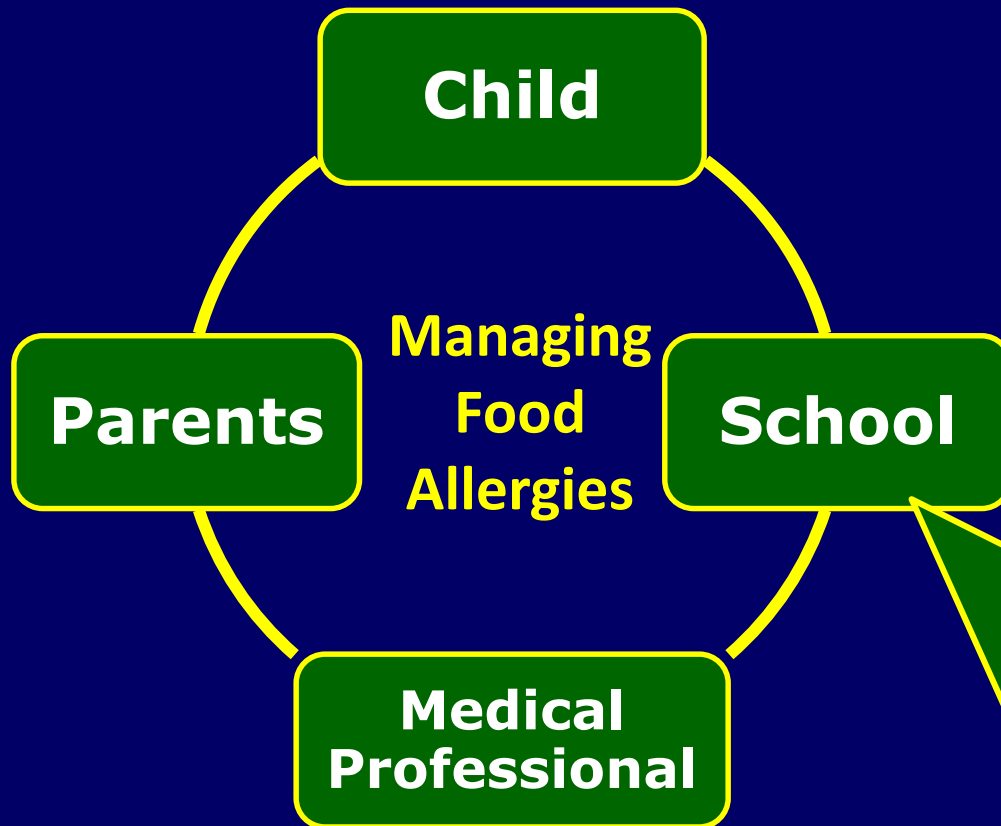 Child
Managing
Food
Allergies
Parents
School
Medical
Professional